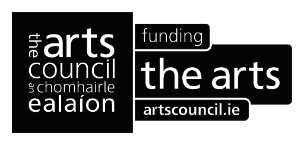 the arts
council
an chomhairle
ealaíon
funding
the arts
artscouncil.ie